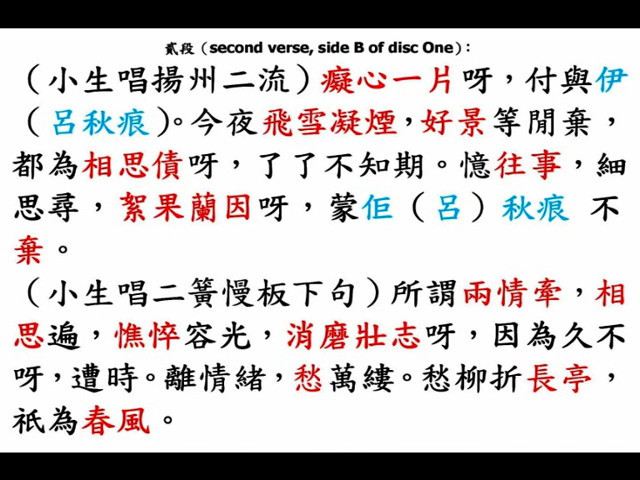 貳段（second verse, side B of disc One）:
（小生唱揚州二流）癡心一片呀，付與伊
（呂秋痕）。今夜飛雪凝煙，好景等閒棄，
都為相思債呀，了了不知期。憶往事，細
思尋，絮果蘭因呀，蒙佢（呂）秋痕 不
棄。
（小生唱二簧慢板下句）所謂兩情牽，相
思遍，憔悴容光，消磨壯志呀，因為久不
呀，遭時。離情緒，愁萬縷。愁柳折長亭，
祇為春風。